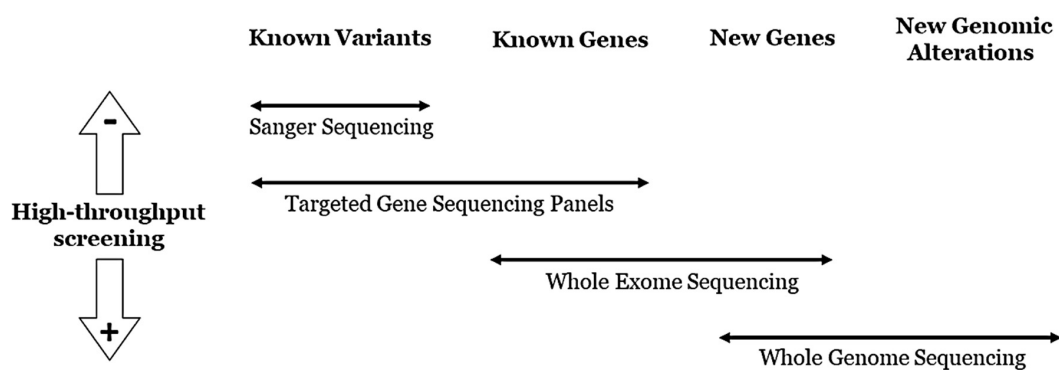 Known Variants
Known Genes
New Genes
New Genomic
Alterations
-
Sanger Sequencing
Targeted Gene Sequencing Panels
High-throughput
screening
Whole Exome Sequencing
+
Whole Genome Sequencing